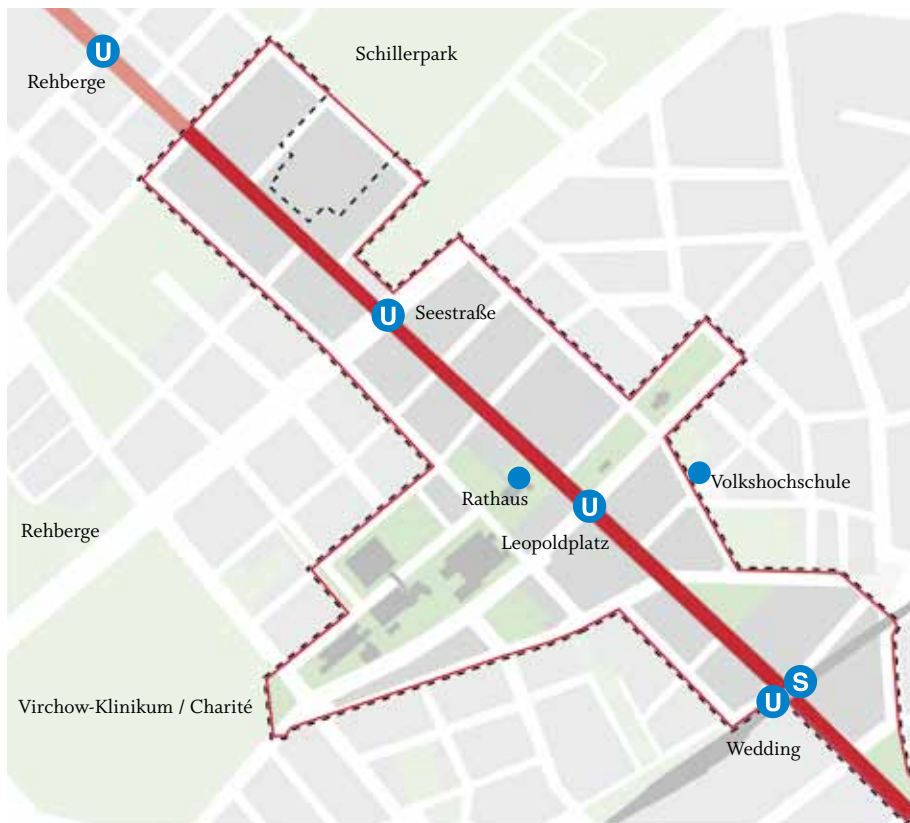 U
Schillerpark
Rehberge
U
Seestraße
Volkshochschule
Rathaus
U
Rehberge
Leopoldplatz
S
U
Virchow-Klinikum / Charité
Wedding